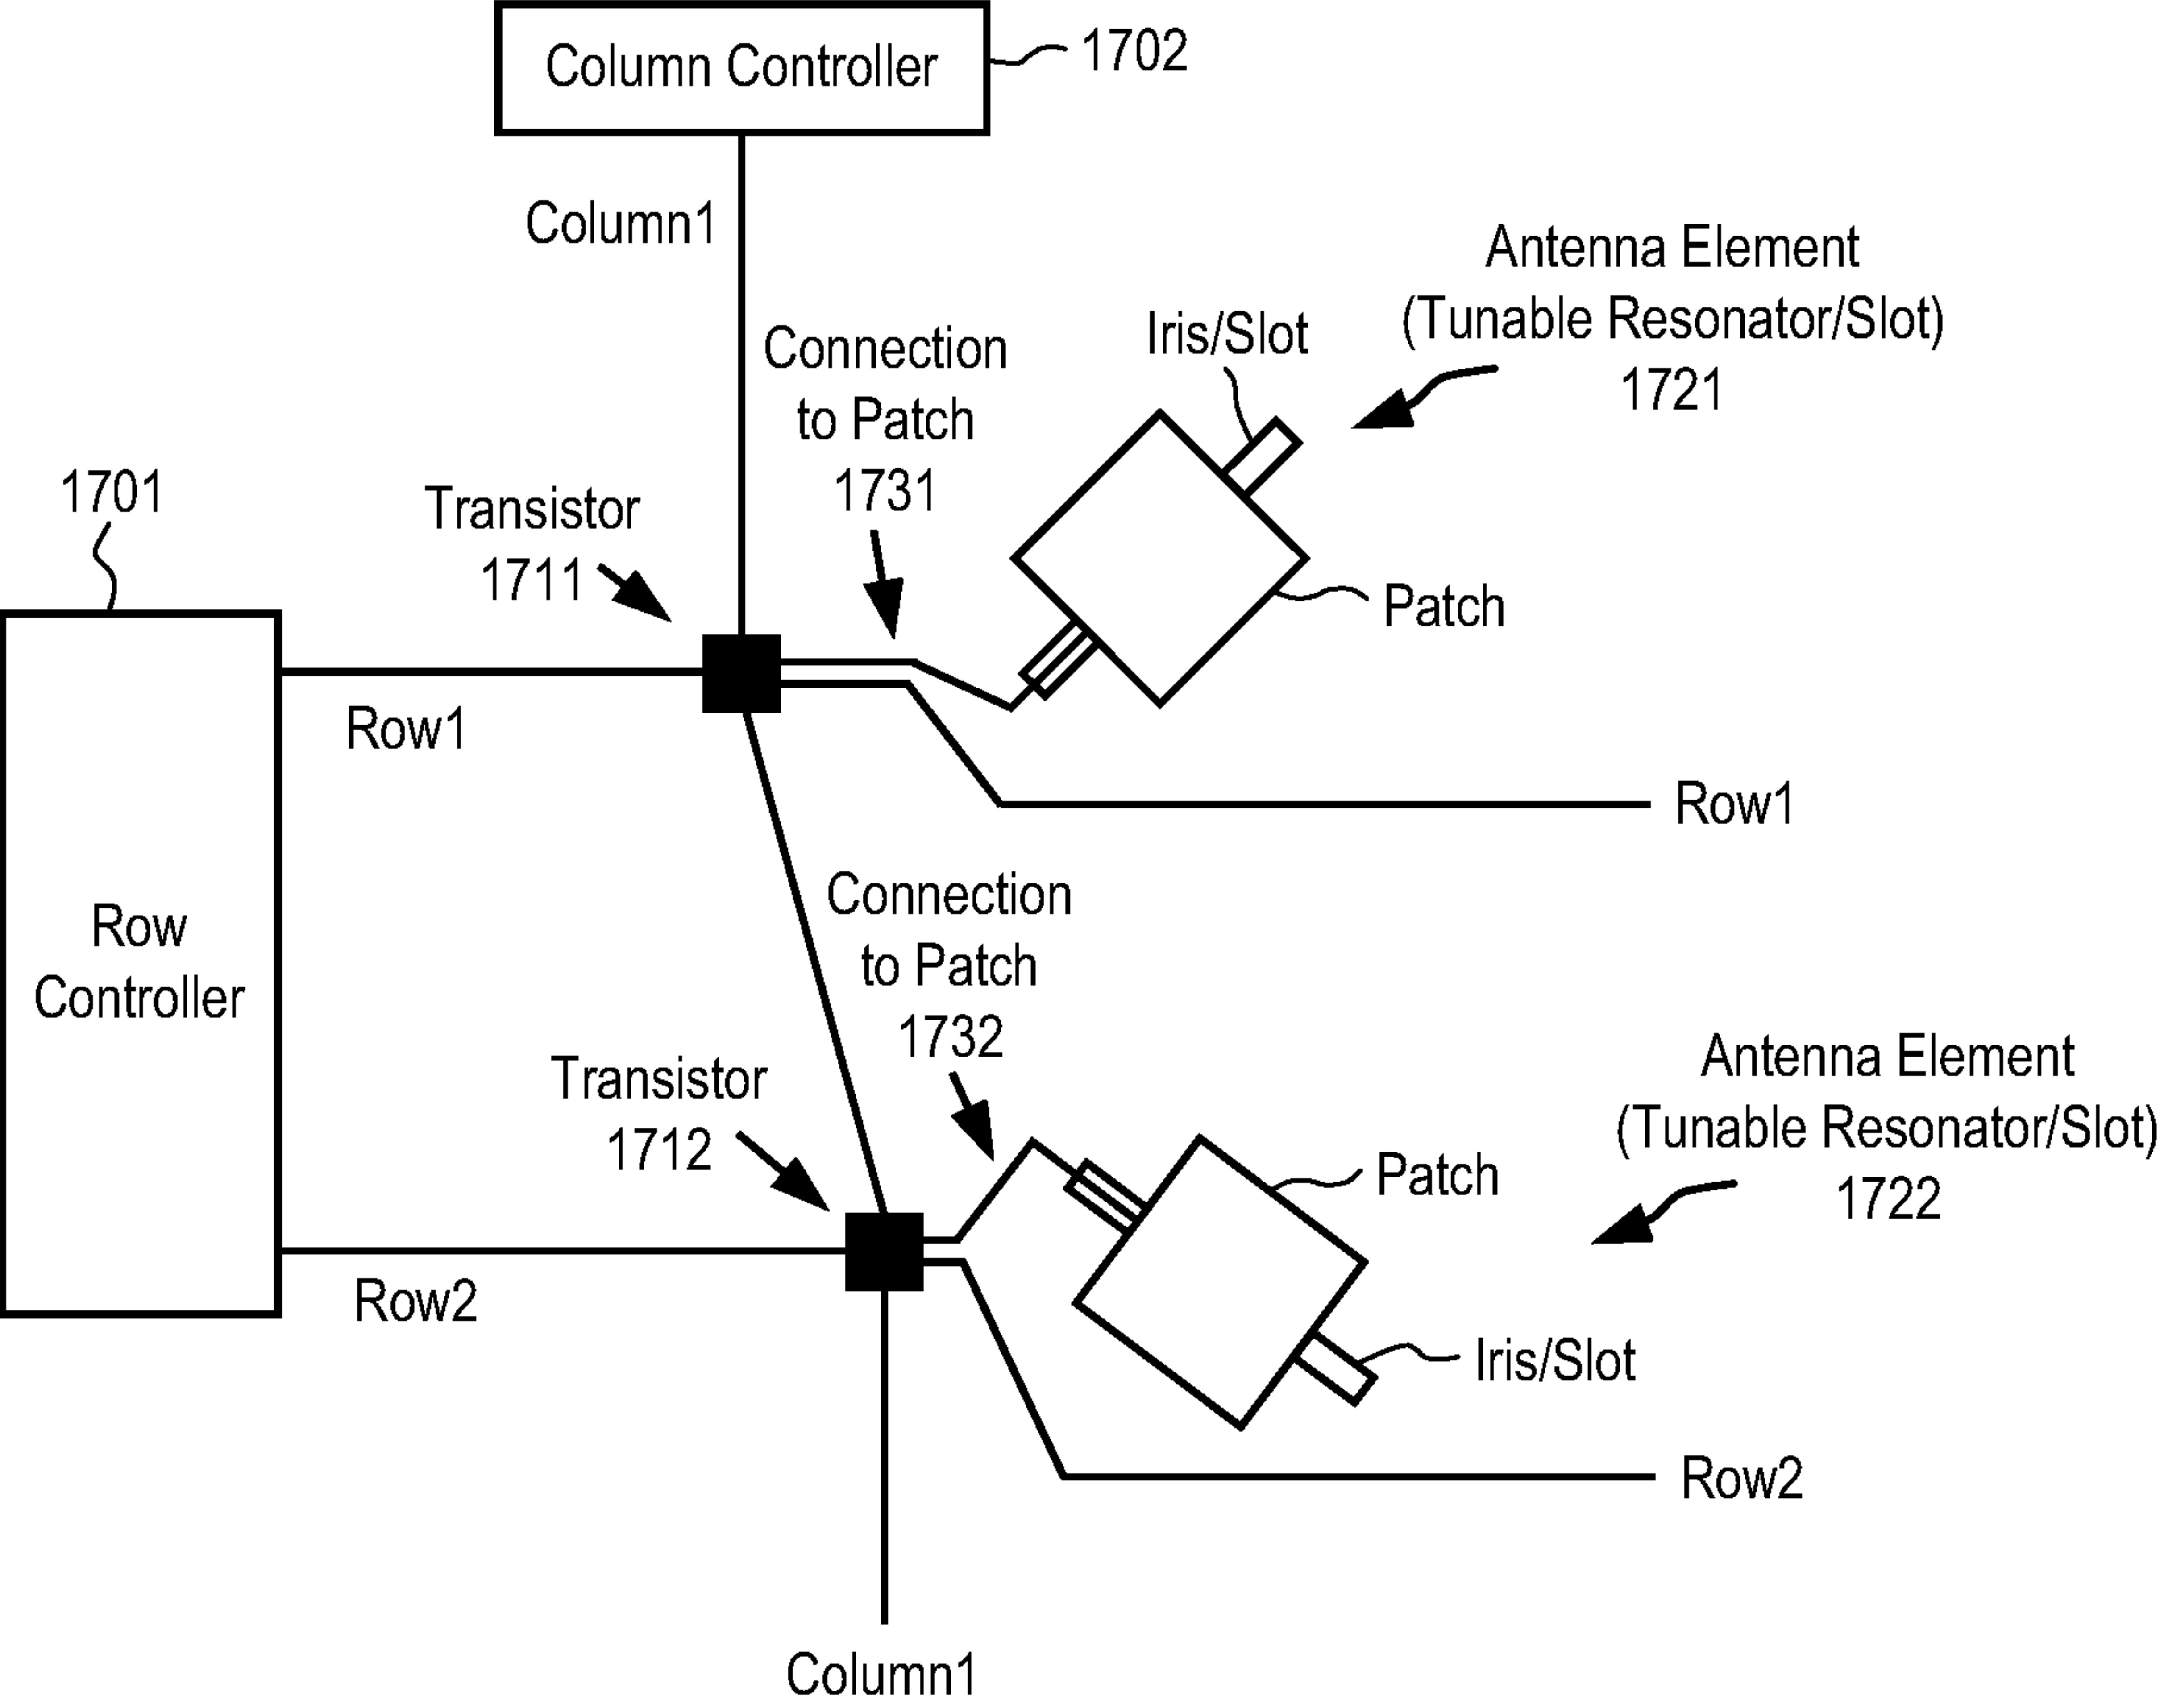 Column Controller
1702
Column1
Antenna Element
(Tunable Resonator/Slot)
1721
Iris/Slot
Connection
to Patch
1731
1701
Transistor
1711
Patch
Row1
Row1
Row
Controller
Connection
to Patch
1732
Transistor
1712
Antenna Element
(Tunable Resonator/Slot)
1722
Patch
Row2
Iris/Slot
Row2
Column1